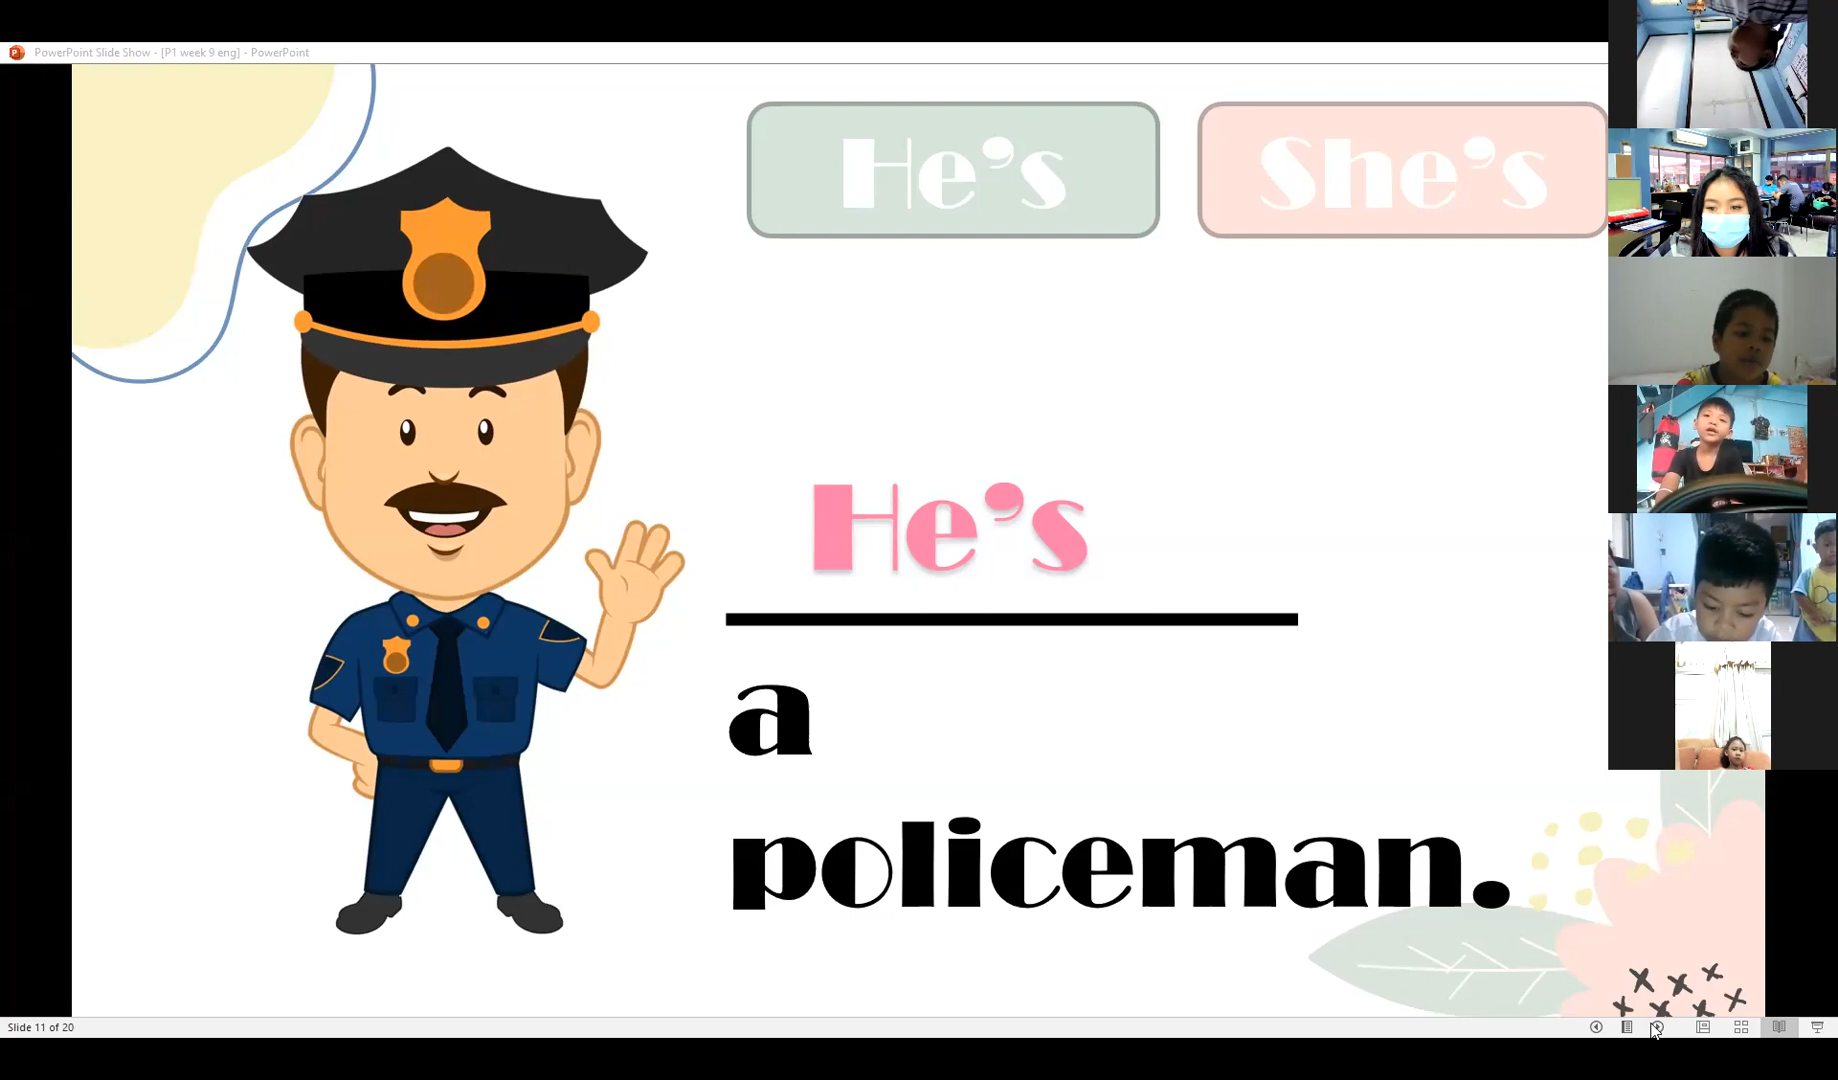 PowerPoint Slide Show - [P1 week 9 eng] - PowerPoint
He's
She's
He's
a
policeman.
Slide 11 of 20